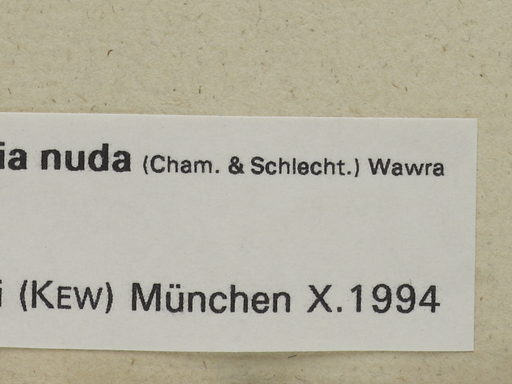 ia nuda (Cham. & Schlecht.) Wawra
i (KEW) München X.1994